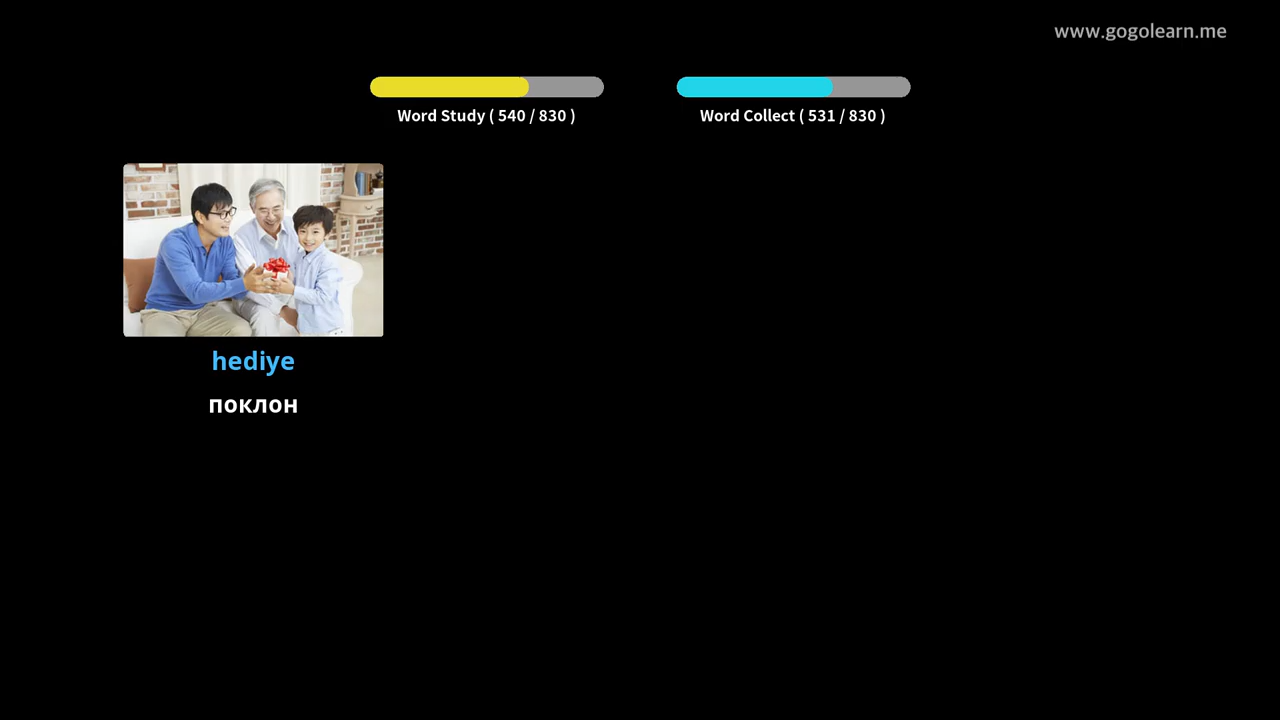 www.gogolearn.me
Word Study ( 540 / 830 )
Word Collect ( 531 / 830 )
hediye
поклон